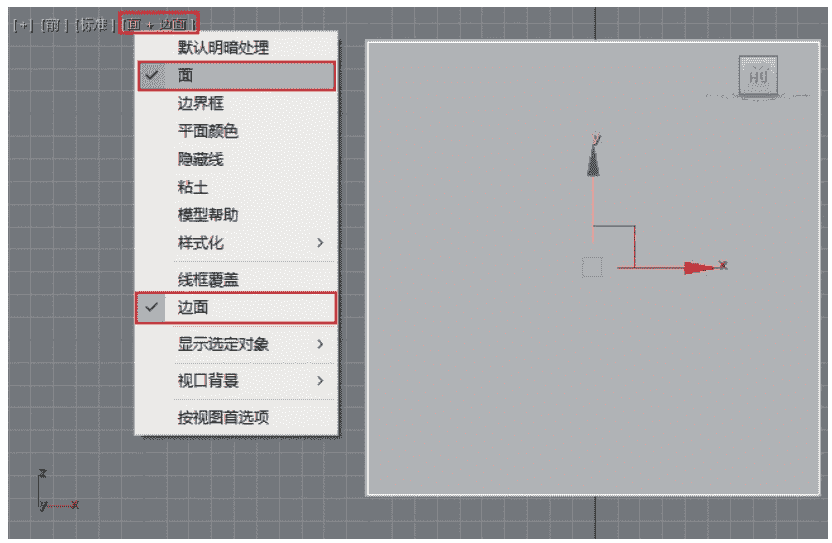 [+] [前] [标准] [面 + 边面]
默认明暗处理
面
边界框
平面颜色
隐藏线
粘土
模型帮助
样式化
线框覆盖
边面
显示选定对象
视口背景
按视图首选项
前
y
x
z
y x